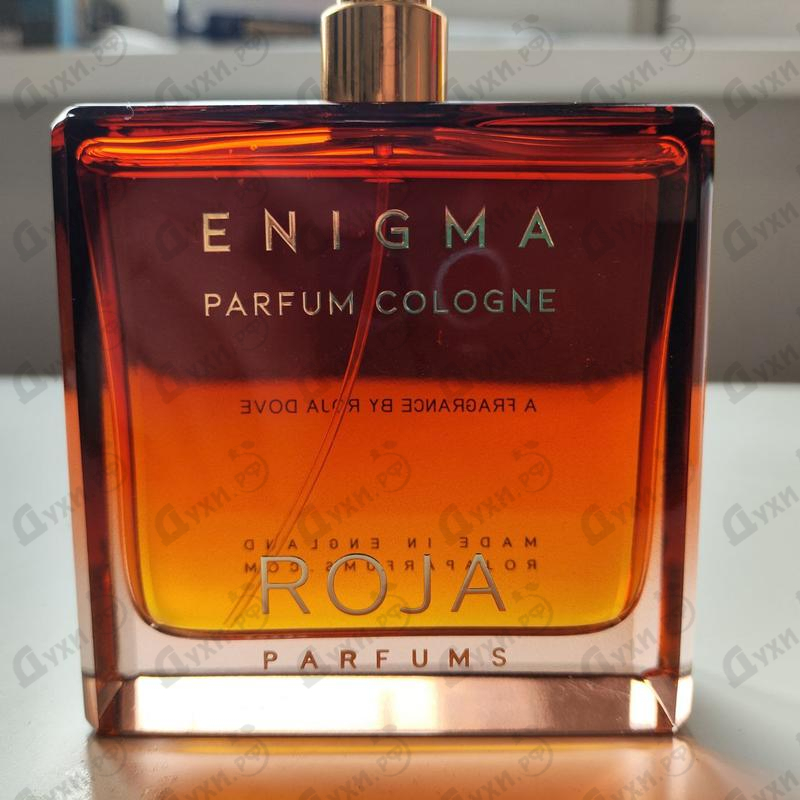 ENIGMA
PARFUM COLOGNE
A FRAGRANCE BY ROJA DOVE
MADE IN ENGLAND
ROJAPARFUMS.COM
ROJA
PARFUMS
Духи.РФ